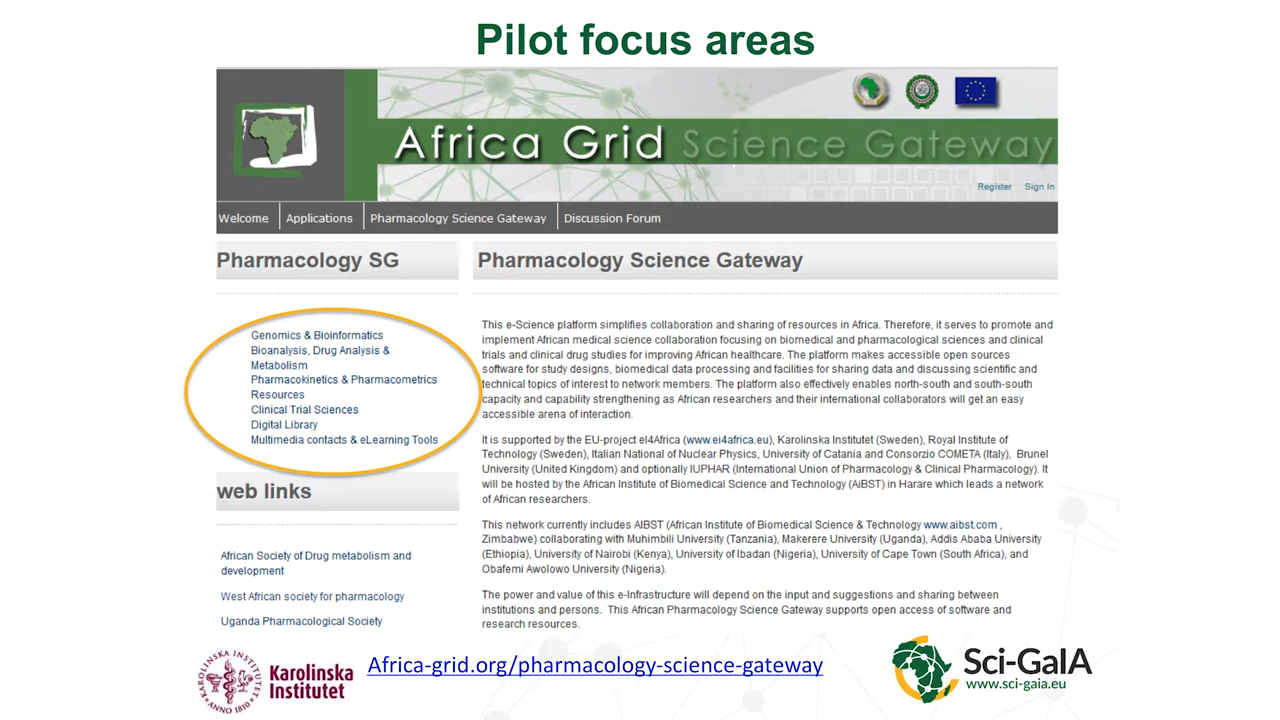 Pilot focus areas
Africa Grid Science Gateway
Register Sign In
Welcome Applications Pharmacology Science Gateway Discussion Forum
Pharmacology SG
Genomics & Bioinformatics
Bioanalysis, Drug Analysis &
Metabolism
Pharmacokinetics & Pharmacometrics
Resources
Clinical Trial Sciences
Digital Library
Multimedia contacts & eLearning Tools
web links
African Society of Drug metabolism and
development
West African society for pharmacology
Uganda Pharmacological Society
Pharmacology Science Gateway
This e-Science platform simplifies collaboration and sharing of resources in Africa. Therefore, it serves to promote and
implement African medical science collaboration focusing on biomedical and pharmacological sciences and clinical
trials and clinical drug studies for improving African healthcare. The platform makes accessible open sources
software for study designs, biomedical data processing and facilities for sharing data and discussing scientific and
technical topics of interest to network members. The platform also effectively enables north-south and south-south
capacity and capability strengthening as African researchers and their international collaborators will get an easy
accessible arena of interaction.
It is supported by the EU-project eI4Africa (www.ei4africa.eu), Karolinska Institutet (Sweden), Royal Institute of
Technology (Sweden), Italian National of Nuclear Physics, University of Catania and Consorzio COMETA (Italy), Brunel
University (United Kingdom) and optionally IUPHAR (International Union of Pharmacology & Clinical Pharmacology). It
will be hosted by the African Institute of Biomedical Science and Technology (AiBST) in Harare which leads a network
of African researchers.
This network currently includes AIBST (African Institute of Biomedical Science & Technology www.aibst.com ,
Zimbabwe) collaborating with Muhimbili University (Tanzania), Makerere University (Uganda), Addis Ababa University
(Ethiopia), University of Nairobi (Kenya), University of Ibadan (Nigeria), University of Cape Town (South Africa), and
Obafemi Awolowo University (Nigeria).
The power and value of this e-Infrastructure will depend on the input and suggestions and sharing between
institutions and persons. This African Pharmacology Science Gateway supports open access of software and
research resources.
KAROLINSKA INSTITUTET
ANNO 1810
Karolinska
Institutet
Africa-grid.org/pharmacology-science-gateway
Sci-GaIA
www.sci-gaia.eu